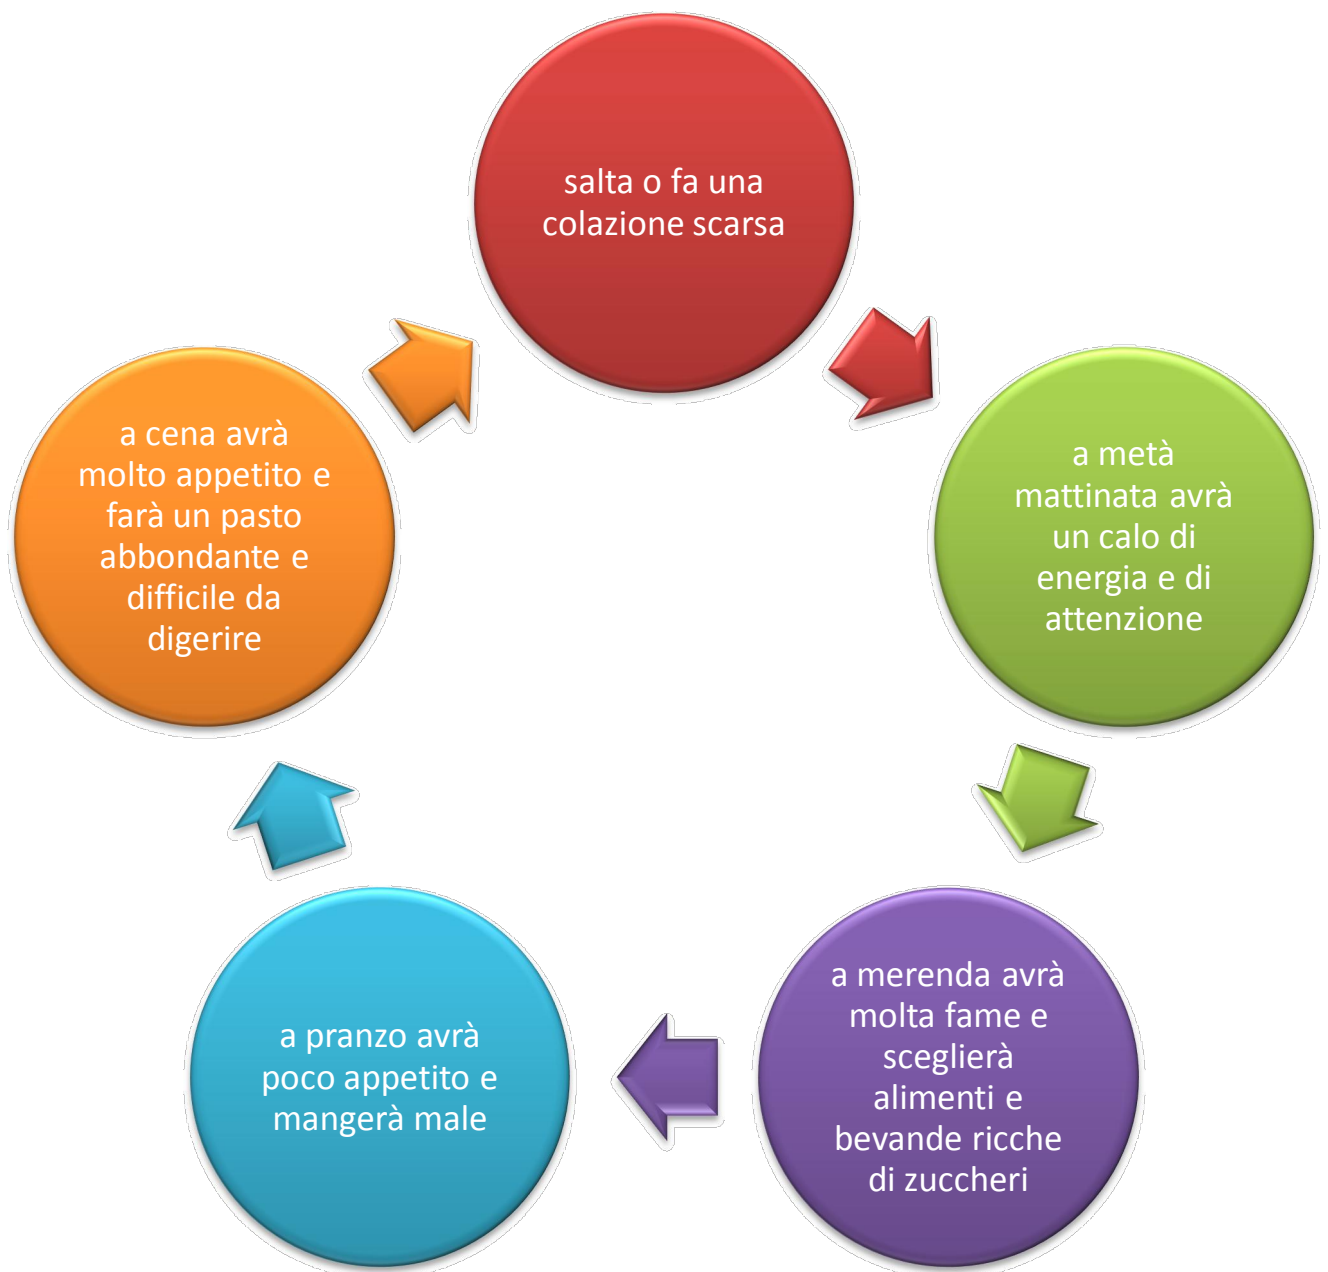 salta o fa una
colazione scarsa
a metà
mattinata avrà
un calo di
energia e di
attenzione
a merenda avrà
molta fame e
sceglierà
alimenti e
bevande ricche
di zuccheri
a pranzo avrà
poco appetito e
mangerà male
a cena avrà
molto appetito e
farà un pasto
abbondante e
difficile da
digerire